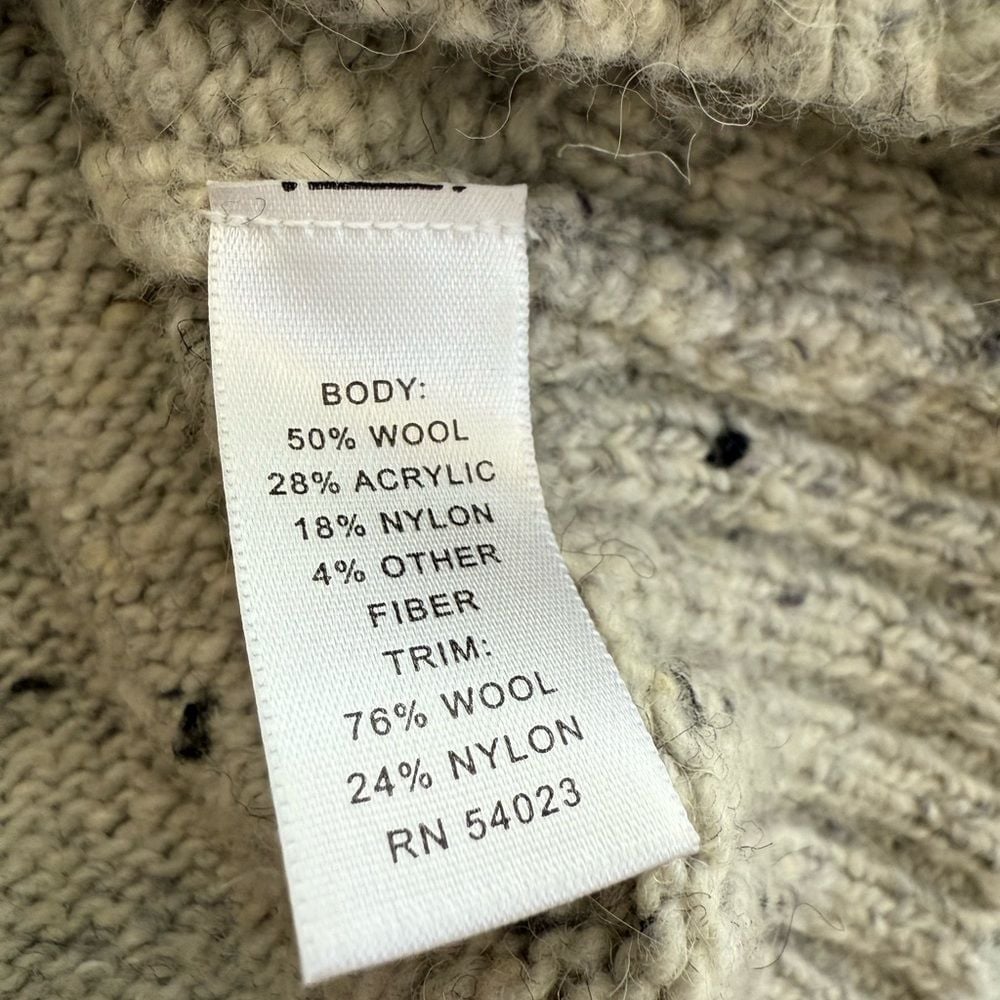 BODY:
50% WOOL
28% ACRYLIC
18% NYLON
4% OTHER
FIBER
TRIM:
76% WOOL
24% NYLON
RN 54023